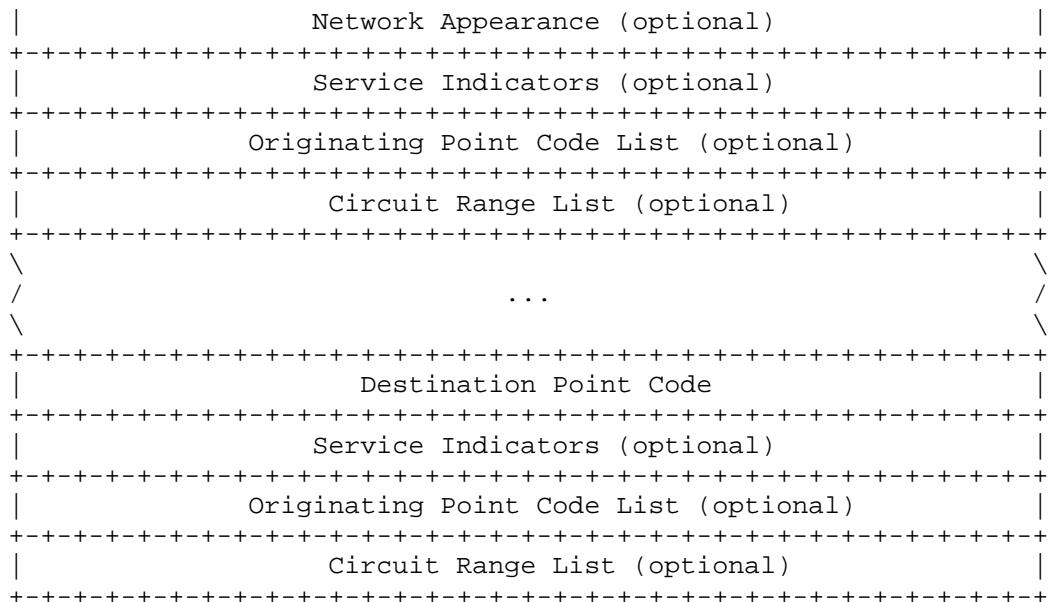 |                  Network Appearance (optional)                |
+-+-+-+-+-+-+-+-+-+-+-+-+-+-+-+-+-+-+-+-+-+-+-+-+-+-+-+-+-+-+-+-+
|                  Service Indicators (optional)                |
+-+-+-+-+-+-+-+-+-+-+-+-+-+-+-+-+-+-+-+-+-+-+-+-+-+-+-+-+-+-+-+-+
|              Originating Point Code List (optional)           |
+-+-+-+-+-+-+-+-+-+-+-+-+-+-+-+-+-+-+-+-+-+-+-+-+-+-+-+-+-+-+-+-+
|                   Circuit Range List (optional)               |
+-+-+-+-+-+-+-+-+-+-+-+-+-+-+-+-+-+-+-+-+-+-+-+-+-+-+-+-+-+-+-+-+
\                                                               \
/                              ...                              /
\                                                               \
+-+-+-+-+-+-+-+-+-+-+-+-+-+-+-+-+-+-+-+-+-+-+-+-+-+-+-+-+-+-+-+-+
|                     Destination Point Code                    |
+-+-+-+-+-+-+-+-+-+-+-+-+-+-+-+-+-+-+-+-+-+-+-+-+-+-+-+-+-+-+-+-+
|                  Service Indicators (optional)                |
+-+-+-+-+-+-+-+-+-+-+-+-+-+-+-+-+-+-+-+-+-+-+-+-+-+-+-+-+-+-+-+-+
|              Originating Point Code List (optional)           |
+-+-+-+-+-+-+-+-+-+-+-+-+-+-+-+-+-+-+-+-+-+-+-+-+-+-+-+-+-+-+-+-+
|                   Circuit Range List (optional)               |
+-+-+-+-+-+-+-+-+-+-+-+-+-+-+-+-+-+-+-+-+-+-+-+-+-+-+-+-+-+-+-+-+